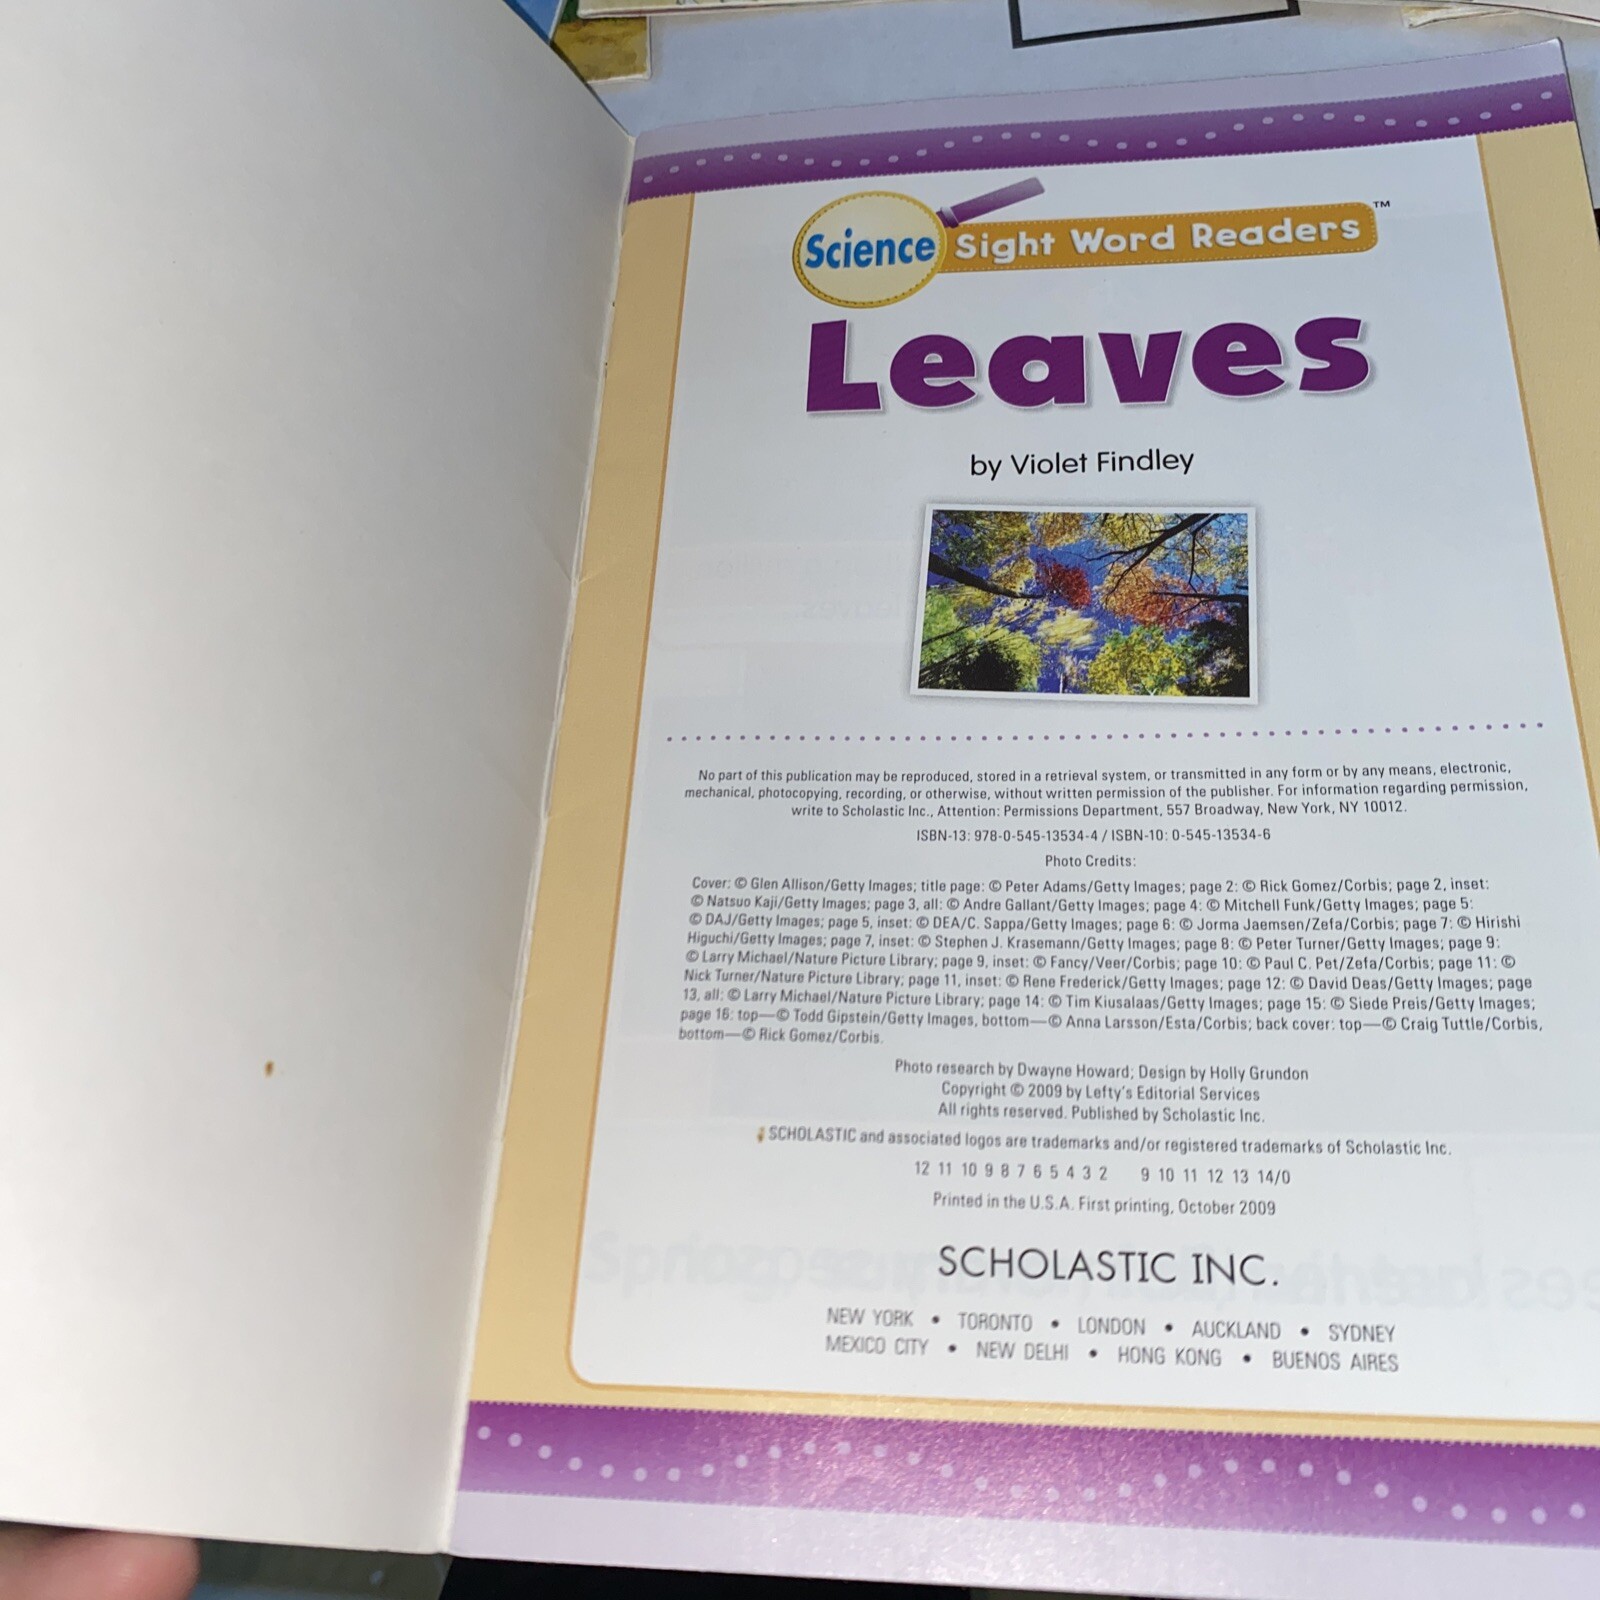 Science Sight Word Readers™
Leaves
by Violet Findley
No part of this publication may be reproduced, stored in a retrieval system, or transmitted in any form or by any means, electronic,
mechanical, photocopying, recording, or otherwise, without written permission of the publisher. For information regarding permission,
write to Scholastic Inc., Attention: Permissions Department, 557 Broadway, New York, NY 10012.
ISBN-13: 978-0-545-13534-4 / ISBN-10: 0-545-13534-6
Photo Credits:
Cover: © Glen Allison/Getty Images; title page: © Peter Adams/Getty Images; page 2: © Rick Gomez/Corbis; page 2, inset:
© Natsuo Kaji/Getty Images; page 3, all: © Andre Gallant/Getty Images; page 4: © Mitchell Funk/Getty Images; page 5:
© DAJ/Getty Images; page 5, inset: © DEA/C. Sappa/Getty Images; page 6: © Jorma Jaemsen/Zefa/Corbis; page 7: © Hirishi
Higuchi/Getty Images; page 7, inset: © Stephen J. Krasemann/Getty Images; page 8: © Peter Turner/Getty Images; page 9:
© Larry Michael/Nature Picture Library; page 9, inset: © Fancy/Veer/Corbis; page 10: © Paul C. Pet/Zefa/Corbis; page 11: ©
Nick Turner/Nature Picture Library; page 11, inset: © Rene Frederick/Getty Images; page 12: © David Deas/Getty Images; page
13, all: © Larry Michael/Nature Picture Library; page 14: © Tim Kiusalaas/Getty Images; page 15: © Siede Preis/Getty Images;
page 16: top—© Todd Gipstein/Getty Images, bottom—© Anna Larsson/Esta/Corbis; back cover: top—© Craig Tuttle/Corbis,
bottom—© Rick Gomez/Corbis.
Photo research by Dwayne Howard; Design by Holly Grundon
Copyright © 2009 by Lefty's Editorial Services
All rights reserved. Published by Scholastic Inc.
SCHOLASTIC and associated logos are trademarks and/or registered trademarks of Scholastic Inc.
12 11 10 9 8 7 6 5 4 3 2 9 10 11 12 13 14/0
Printed in the U.S.A. First printing, October 2009
SCHOLASTIC INC.
NEW YORK • TORONTO • LONDON • AUCKLAND • SYDNEY
MEXICO CITY • NEW DELHI • HONG KONG • BUENOS AIRES